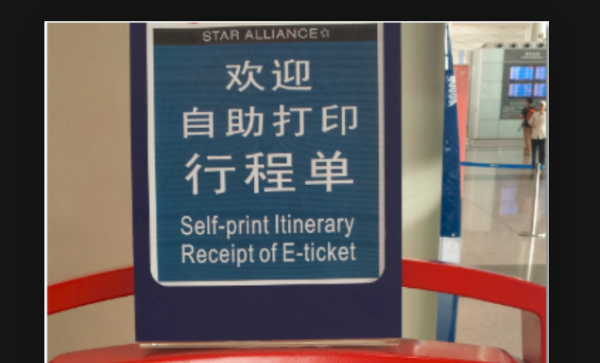 STAR ALLIANCE
欢迎
自助打印
行程单
Self-print Itinerary
Receipt of E-ticket